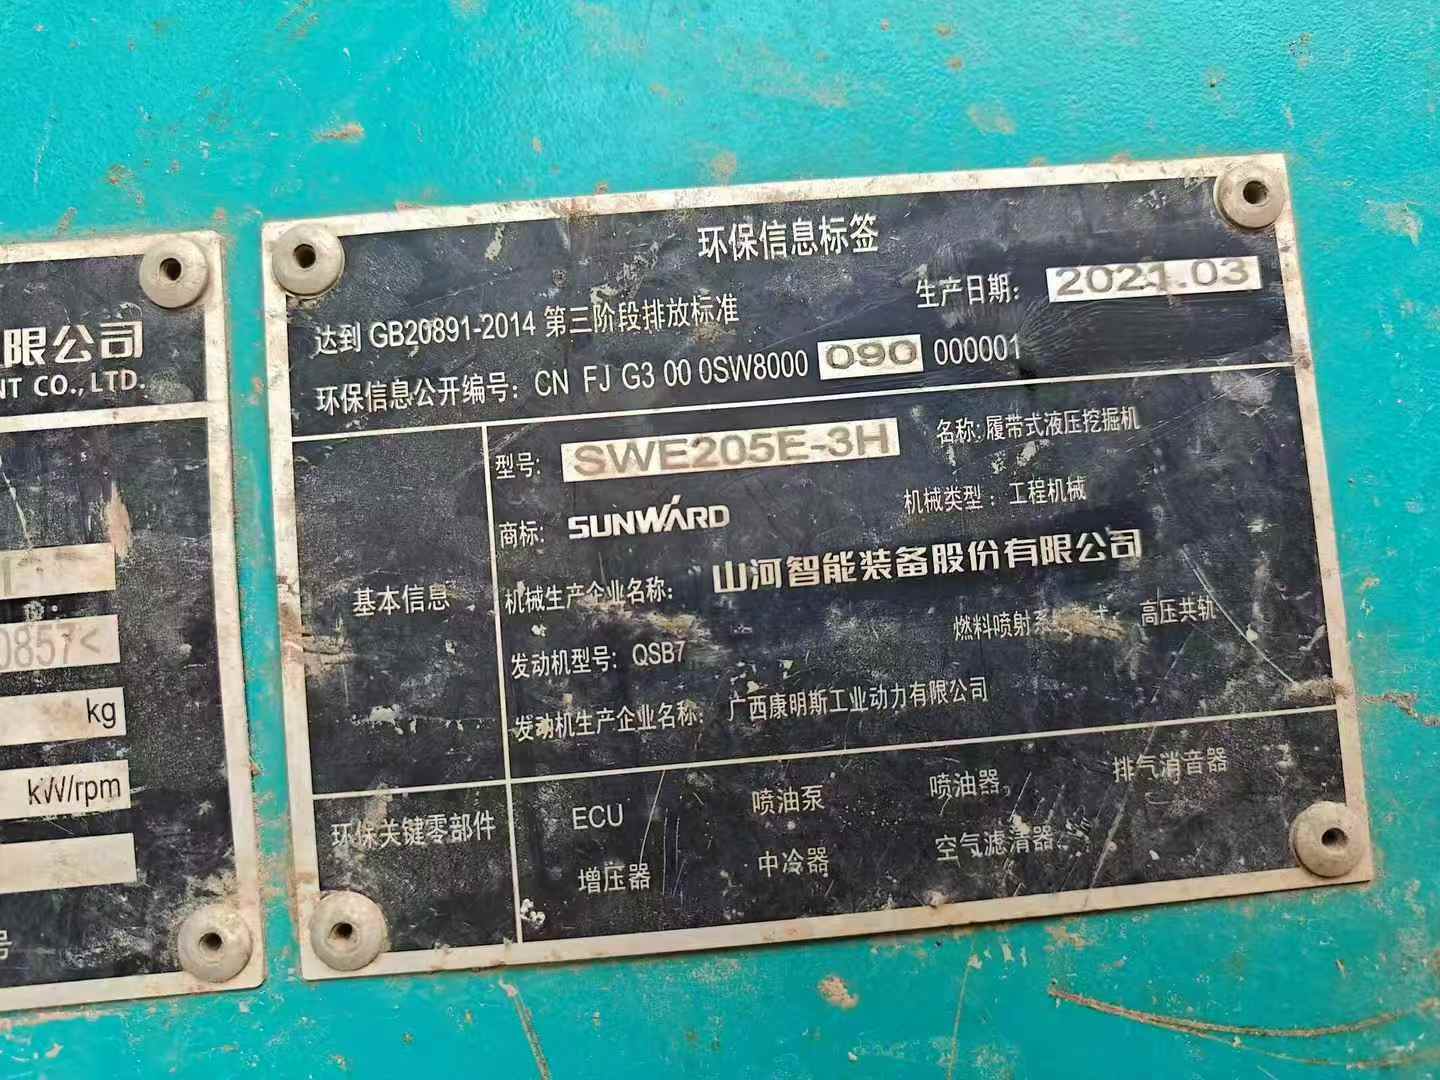 限公司
NT CO.,LTD.
0857<
kg
kW/rpm
号
环保信息标签
达到 GB20891-2014 第三阶段排放标准
生产日期: 2021.03
环保信息公开编号: CN FJ G3 00 0SW8000 090 000001
基本信息
型号: SWE205E-3H
名称: 履带式液压挖掘机
商标: SUNWARD
机械类型: 工程机械
机械生产企业名称: 山河智能装备股份有限公司
发动机型号: QSB7
燃料喷射系 式: 高压共轨
发动机生产企业名称: 广西康明斯工业动力有限公司
环保关键零部件
ECU 喷油泵 喷油器 排气消音器
增压器 中冷器 空气滤清器